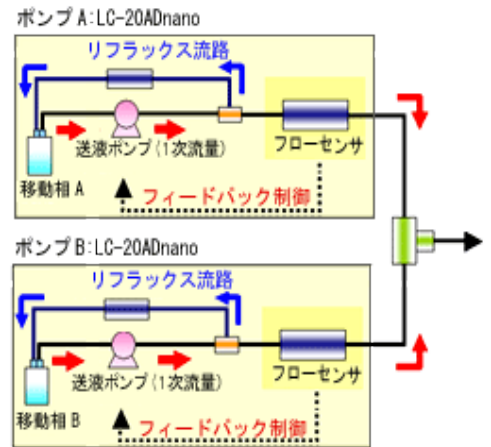 ポンプA:LC-20ADnano
リフラックス流路
送液ポンプ(1次流量)
フローセンサ
移動相A
フィードバック制御
ポンプB:LC-20ADnano
リフラックス流路
送液ポンプ(1次流量)
フローセンサ
移動相B
フィードバック制御